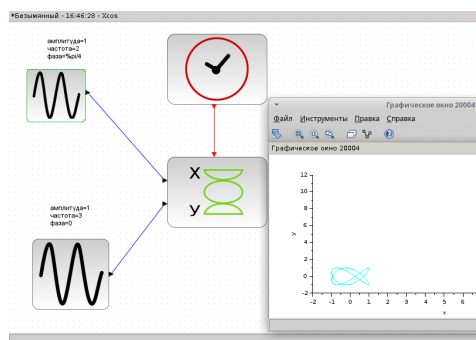 *Безымянный - 16:46:28 - Xcos
амплитуда=1
частота=2
фаза=%pi/4
X
У
амплитуда=1
частота=3
фаза=0
Графическое окно 20004
Файл Инструменты Правка Справка
Графическое окно 20004
12
10
8
6
4
2
0
-2
y
-2 -1 0 1 2 3 4 5 6
x